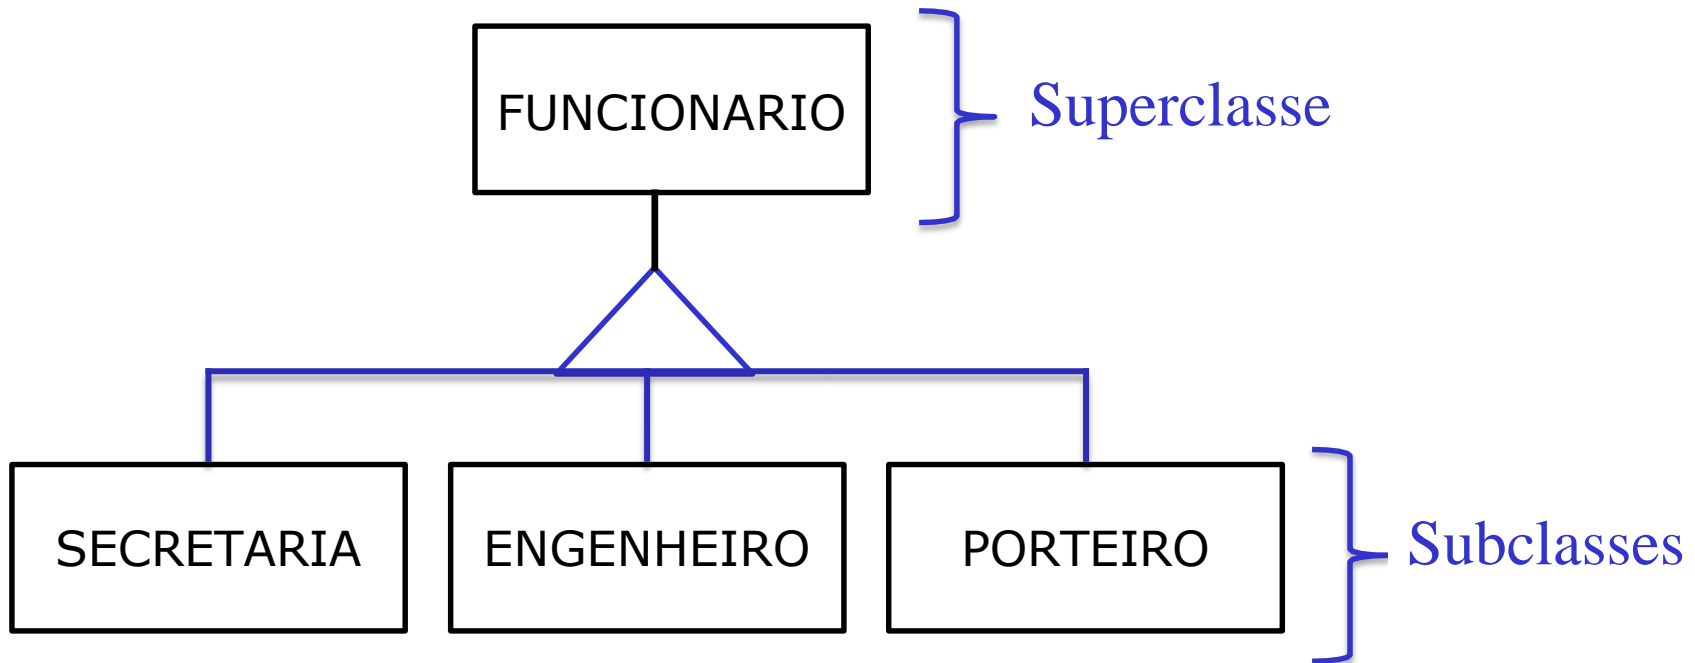 FUNCIONARIO
Superclasse
SECRETARIA
ENGENHEIRO
PORTEIRO
Subclasses